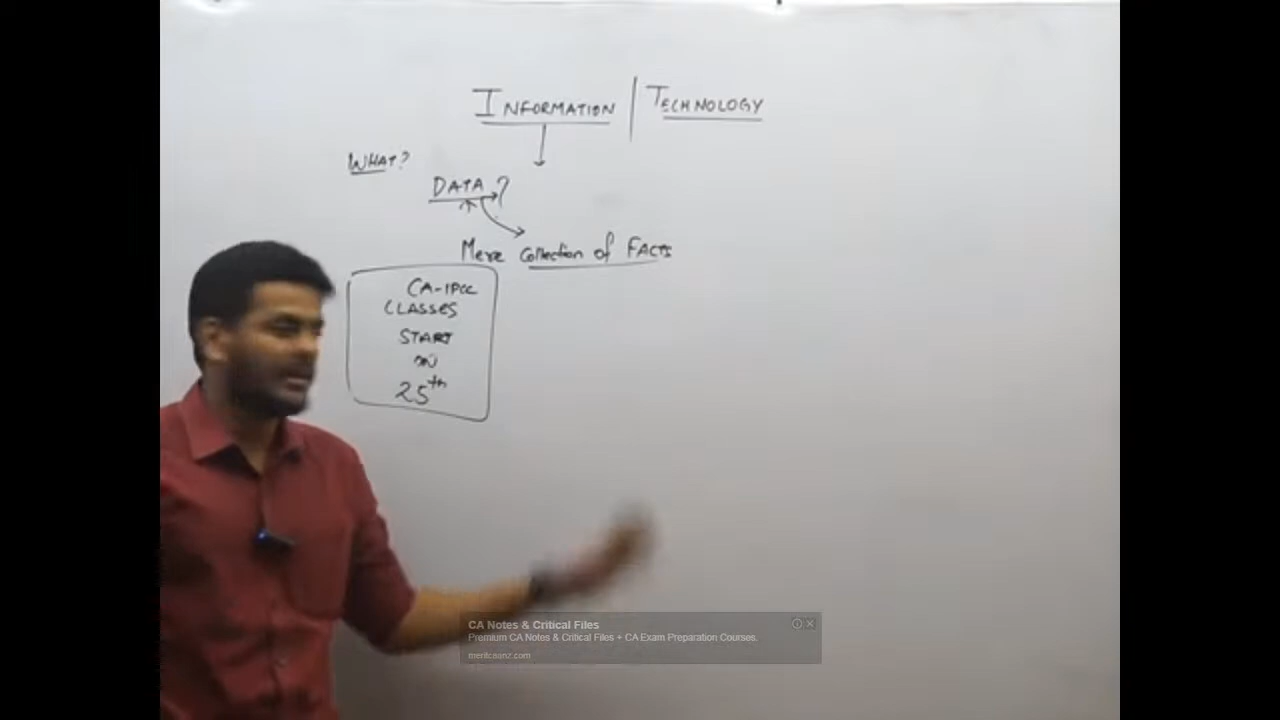 INFORMATION | TECHNOLOGY
WHAT?
DATA?
Mere Collection of FACTS
CA-IPCC
CLASSES
START
ON
25th
CA Notes & Critical Files
Premium CA Notes & Critical Files + CA Exam Preparation Courses.